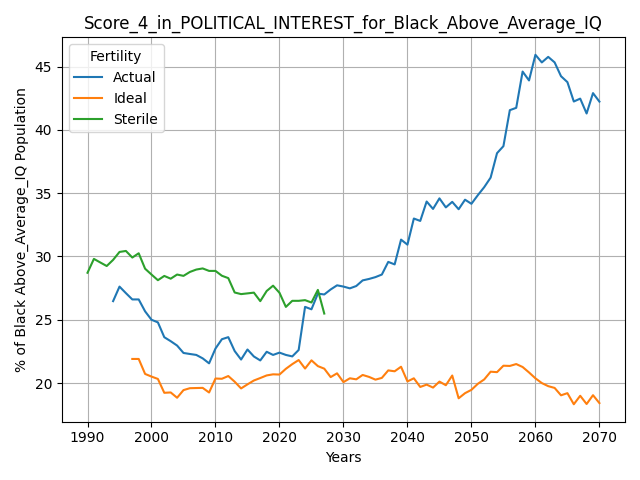 Score_4_in_POLITICAL_INTEREST_for_Black_Above_Average_IQ
Fertility
Actual
Ideal
Sterile
% of Black Above_Average_IQ Population
45
40
35
30
25
20
1990 2000 2010 2020 2030 2040 2050 2060 2070
Years